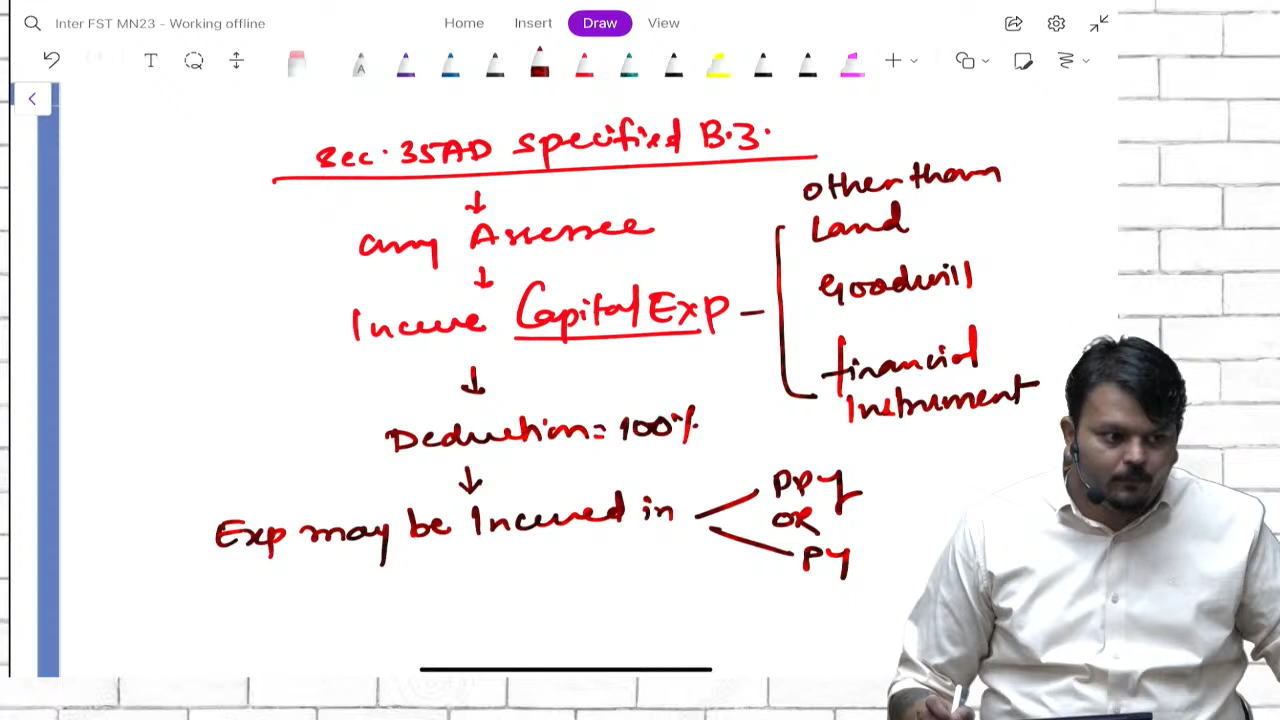 Inter FST MN23 - Working offline
Home Insert Draw View
T
A
Sec. 35AD specified B.3.
any Assessee
Incure Capital Exp
other than
Land
Goodwill
financial
Instrument
Deduction = 100%
Exp may be Incured in
PPY
OR
PY